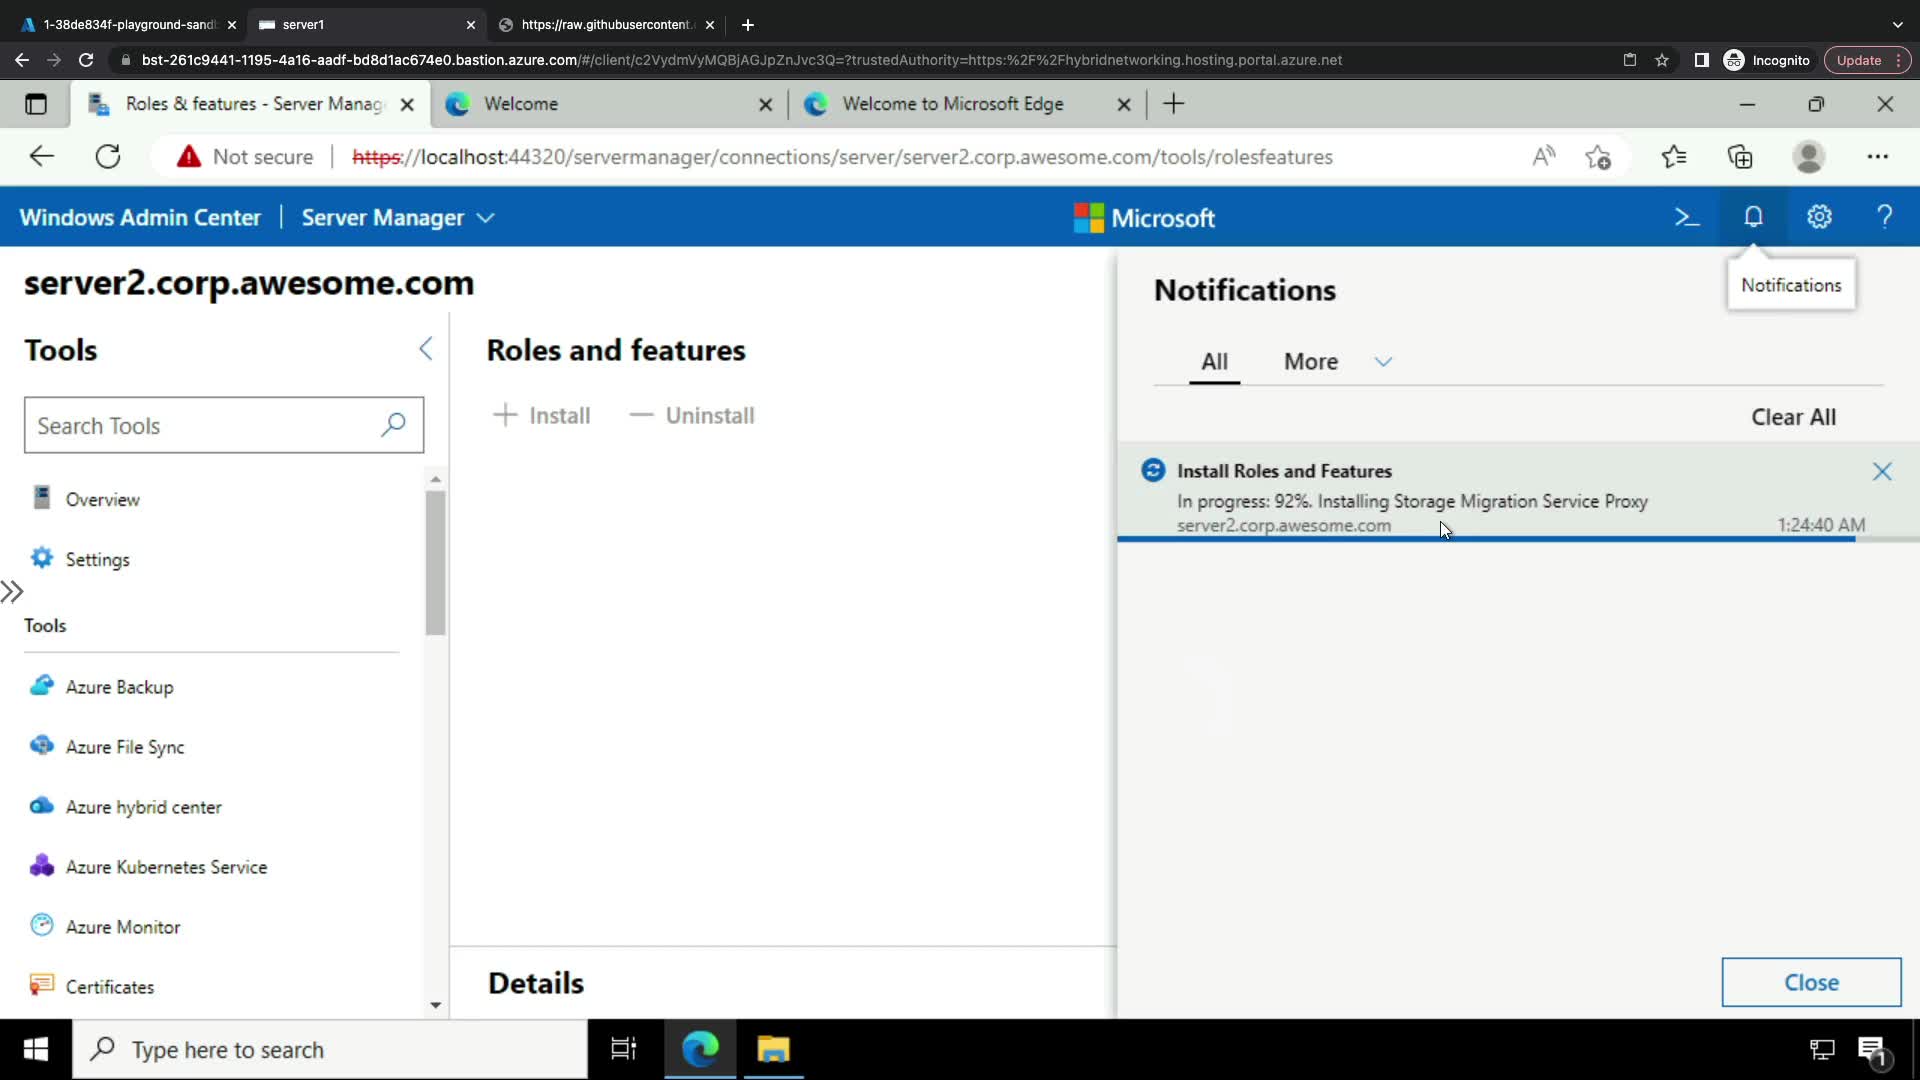 1-38de834f-playground-sand
server1
https://raw.githubusercontent.
bst-261c9441-1195-4a16-aadf-bd8d1ac674e0.bastion.azure.com/#/client/c2VydmVyMQBjAGJpZnJvc3Q=?trustedAuthority=https:%2F%2Fhybridnetworking.hosting.portal.azure.net
Incognito
Update
Roles & features - Server Manag
Welcome
Welcome to Microsoft Edge
Not secure
https://localhost:44320/servermanager/connections/server/server2.corp.awesome.com/tools/rolesfeatures
Windows Admin Center
Server Manager
Microsoft
server2.corp.awesome.com
Notifications
Notifications
Tools
Roles and features
All
More
Install
Uninstall
Clear All
Search Tools
Install Roles and Features
In progress: 92%. Installing Storage Migration Service Proxy
server2.corp.awesome.com
1:24:40 AM
Overview
Settings
Tools
Azure Backup
Azure File Sync
Azure hybrid center
Azure Kubernetes Service
Azure Monitor
Certificates
Details
Close
Type here to search
1